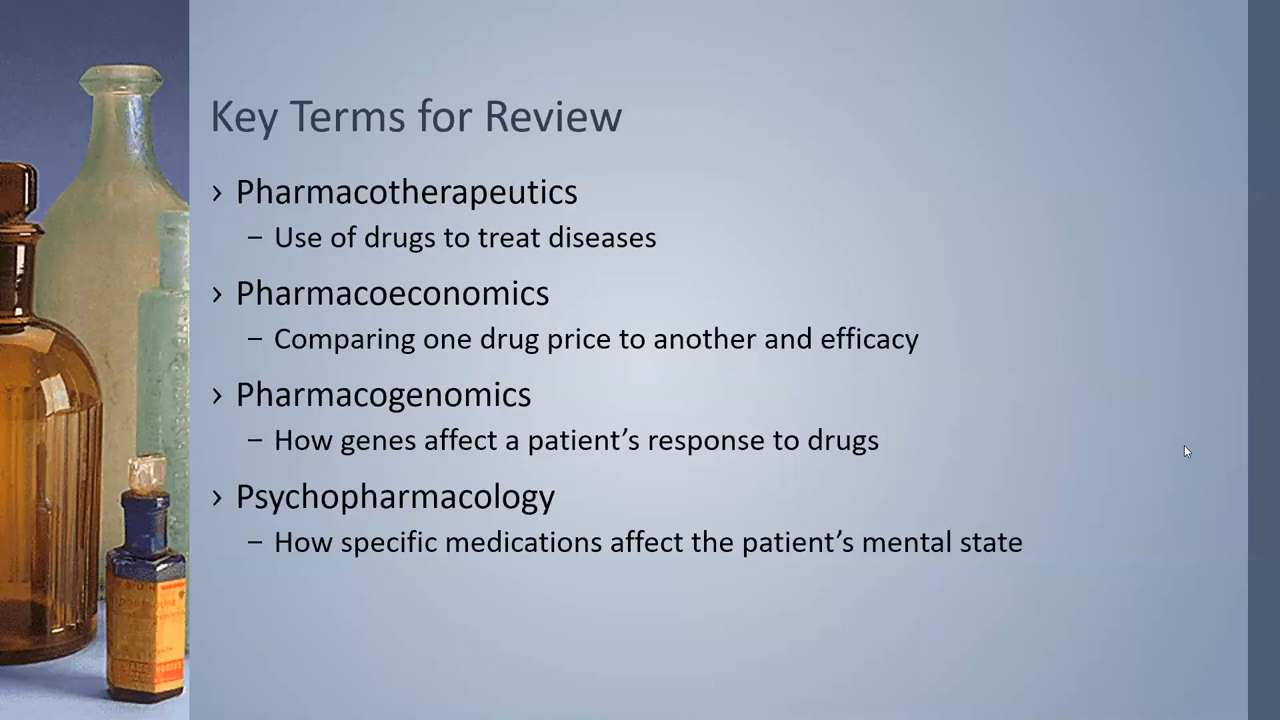 Key Terms for Review
› Pharmacotherapeutics
– Use of drugs to treat diseases
› Pharmacoeconomics
– Comparing one drug price to another and efficacy
› Pharmacogenomics
– How genes affect a patient’s response to drugs
› Psychopharmacology
– How specific medications affect the patient’s mental state